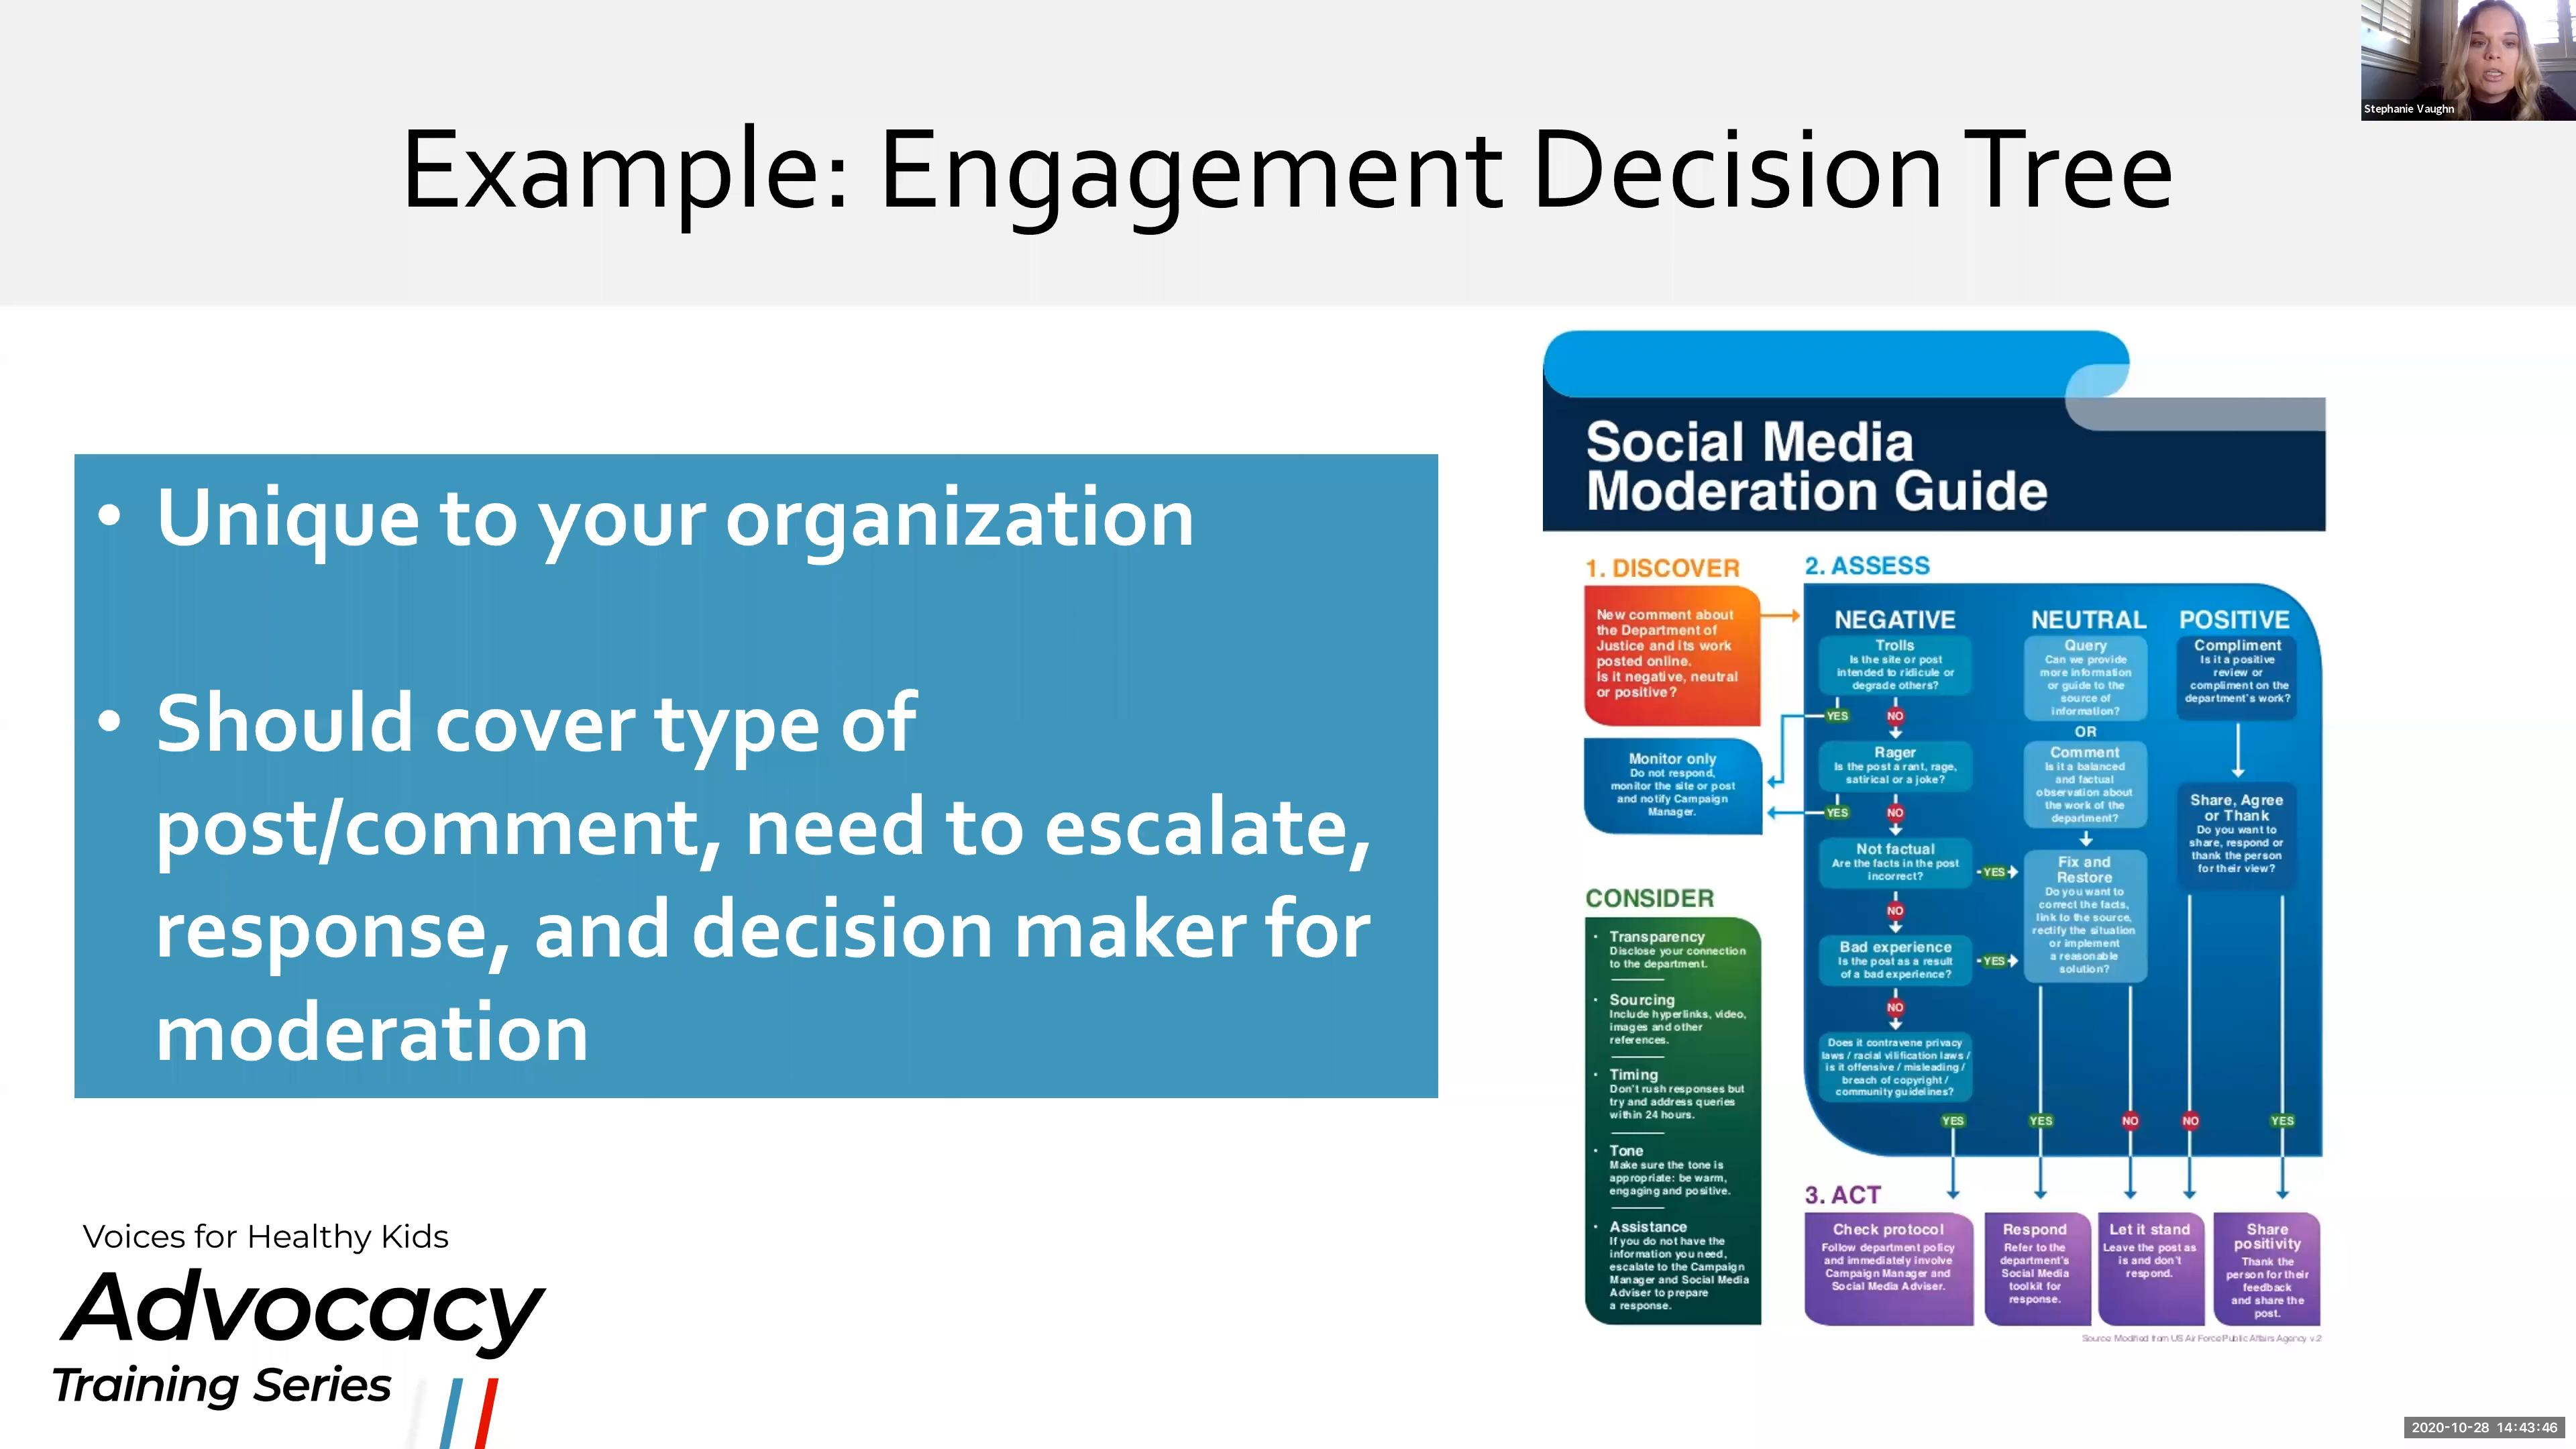 Stephanie Vaughn
Example: Engagement Decision Tree
• Unique to your organization
• Should cover type of
post/comment, need to escalate,
response, and decision maker for
moderation
Voices for Healthy Kids
Advocacy
Training Series
Social Media
Moderation Guide
1. DISCOVER
New comment about
the Department of
Justice and its work
posted online.
Is it negative, neutral
or positive?
Monitor only
Do not respond,
monitor the site or post
and notify Campaign
Manager.
CONSIDER
· Transparency
Disclose your connection
to the department.
· Sourcing
Include hyperlinks, video,
images and other
references.
· Timing
Don't rush responses but
try and address queries
within 24 hours.
· Tone
Make sure the tone is
appropriate: be warm,
engaging and positive.
· Assistance
If you do not have the
information you need,
escalate to the Campaign
Manager and Social Media
Adviser to prepare
a response.
2. ASSESS
NEGATIVE
Trolls
Is the site or post
intended to ridicule or
degrade others?
YES NO
Rager
Is the post a rant, rage,
satirical or a joke?
YES NO
Not factual
Are the facts in the post
incorrect?
YES
NO
Bad experience
Is the post as a result
of a bad experience?
YES
NO
Does it contravene privacy
laws / racial vilification laws /
is it offensive / misleading /
breach of copyright /
community guidelines?
NEUTRAL
Query
Can we provide
more information
or guide to the
source of
information?
OR
Comment
Is it a balanced
and factual
observation about
the work of the
department?
Fix and
Restore
Do you want to
correct the facts,
link to the source,
rectify the situation
or implement
a reasonable
solution?
POSITIVE
Compliment
Is it a positive
review or
compliment on the
department's work?
Share, Agree
or Thank
Do you want to
share, respond or
thank the person
for their view?
YES YES NO NO YES
3. ACT
Check protocol
Follow department policy
and immediately involve
Campaign Manager and
Social Media Adviser.
Respond
Refer to the
department's
Social Media
toolkit for
response.
Let it stand
Leave the post as
is and don't
respond.
Share
positivity
Thank the
person for their
feedback
and share the
post.
Source: Modified from US Air Force Public Affairs Agency v.2
2020-10-28 14:43:46